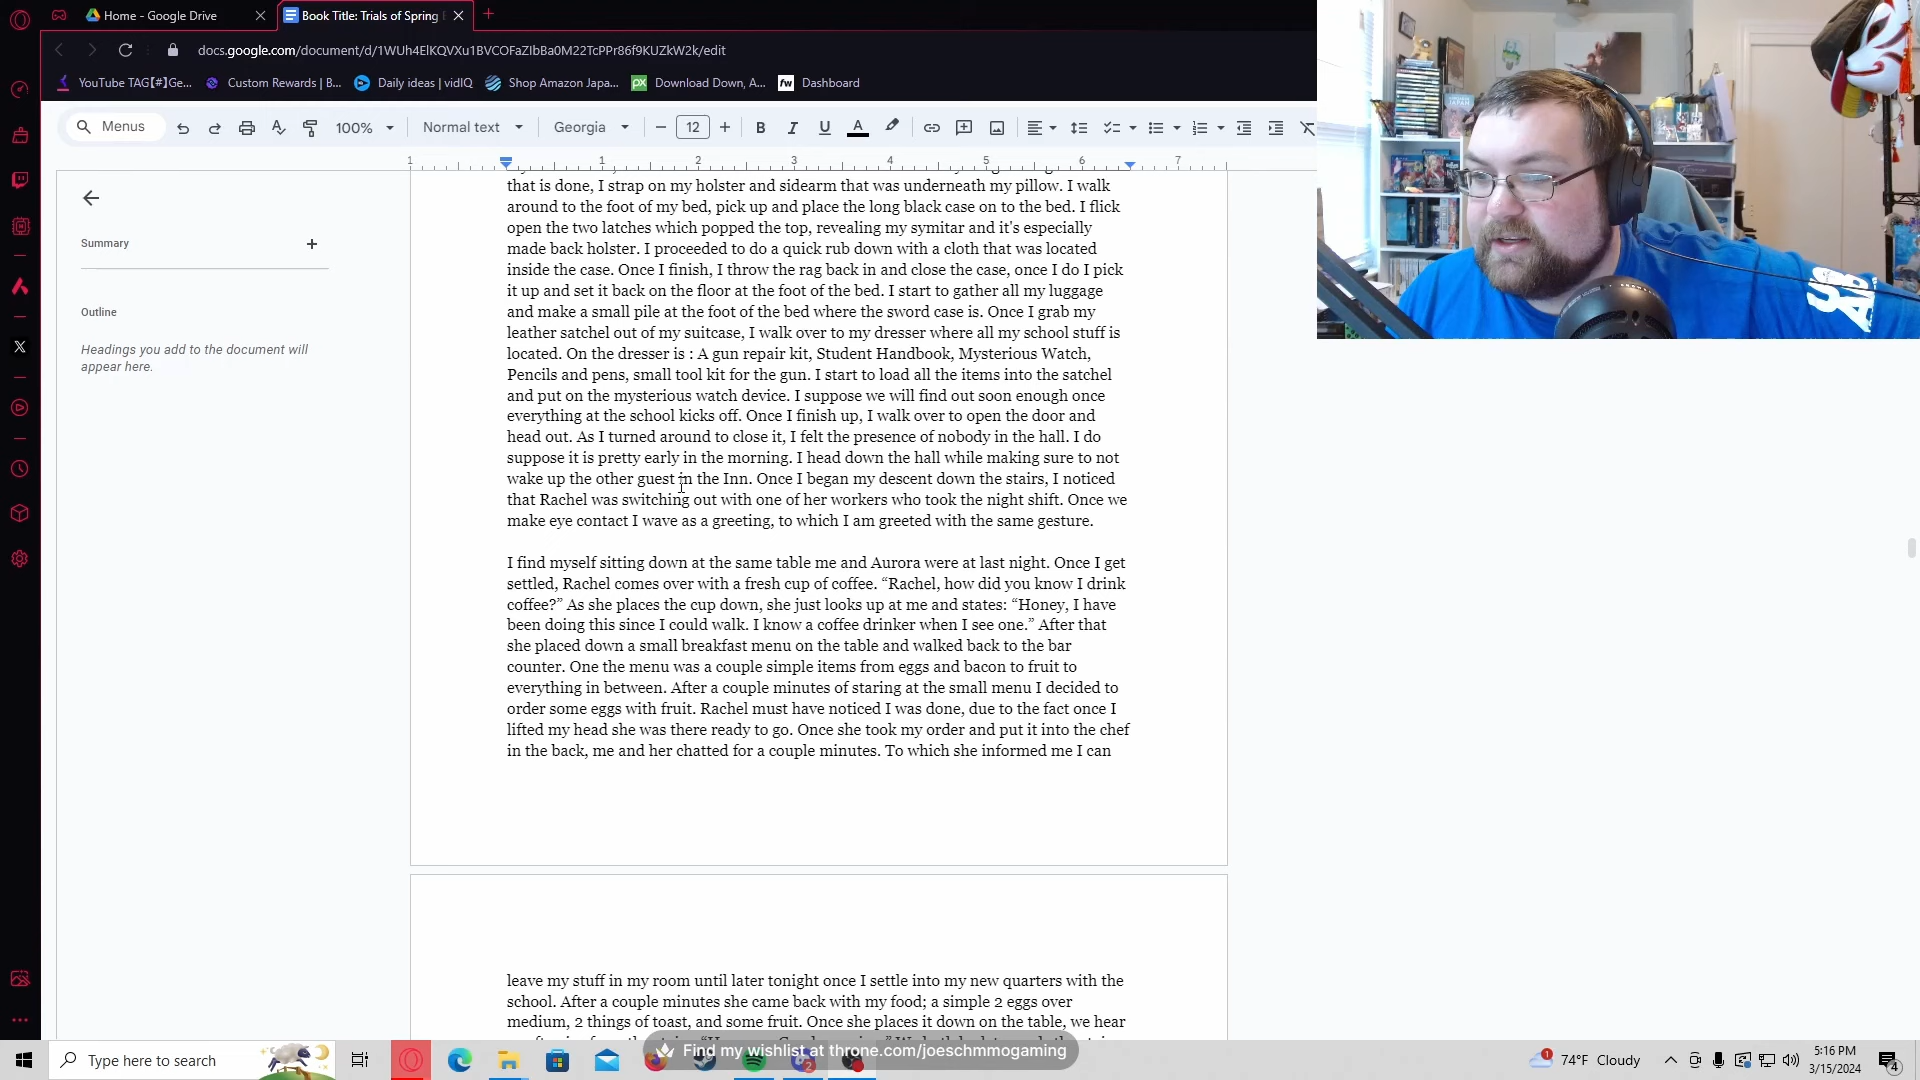 Home - Google Drive
Book Title: Trials of Spring
docs.google.com/document/d/1WUh4ElKQVXu1BVCOFaZIbBa0M22TcPPr86f9KUZkW2k/edit
YouTube TAG【#】Ge... Custom Rewards | B... Daily ideas | vidIQ Shop Amazon Japa... Download Down, A... Dashboard
Menus 100% Normal text Georgia 12
1 1 2 3 4 5 6 7
Summary
Outline
Headings you add to the document will
appear here.
that is done, I strap on my holster and sidearm that was underneath my pillow. I walk
around to the foot of my bed, pick up and place the long black case on to the bed. I flick
open the two latches which popped the top, revealing my symitar and it's especially
made back holster. I proceeded to do a quick rub down with a cloth that was located
inside the case. Once I finish, I throw the rag back in and close the case, once I do I pick
it up and set it back on the floor at the foot of the bed. I start to gather all my luggage
and make a small pile at the foot of the bed where the sword case is. Once I grab my
leather satchel out of my suitcase, I walk over to my dresser where all my school stuff is
located. On the dresser is : A gun repair kit, Student Handbook, Mysterious Watch,
Pencils and pens, small tool kit for the gun. I start to load all the items into the satchel
and put on the mysterious watch device. I suppose we will find out soon enough once
everything at the school kicks off. Once I finish up, I walk over to open the door and
head out. As I turned around to close it, I felt the presence of nobody in the hall. I do
suppose it is pretty early in the morning. I head down the hall while making sure to not
wake up the other guest in the Inn. Once I began my descent down the stairs, I noticed
that Rachel was switching out with one of her workers who took the night shift. Once we
make eye contact I wave as a greeting, to which I am greeted with the same gesture.
I find myself sitting down at the same table me and Aurora were at last night. Once I get
settled, Rachel comes over with a fresh cup of coffee. “Rachel, how did you know I drink
coffee?” As she places the cup down, she just looks up at me and states: “Honey, I have
been doing this since I could walk. I know a coffee drinker when I see one.” After that
she placed down a small breakfast menu on the table and walked back to the bar
counter. One the menu was a couple simple items from eggs and bacon to fruit to
everything in between. After a couple minutes of staring at the small menu I decided to
order some eggs with fruit. Rachel must have noticed I was done, due to the fact once I
lifted my head she was there ready to go. Once she took my order and put it into the chef
in the back, me and her chatted for a couple minutes. To which she informed me I can
leave my stuff in my room until later tonight once I settle into my new quarters with the
school. After a couple minutes she came back with my food; a simple 2 eggs over
medium, 2 things of toast, and some fruit. Once she places it down on the table, we hear
Find my wishlist at throne.com/joeschmmogaming
Type here to search
74°F Cloudy
5:16 PM
3/15/2024